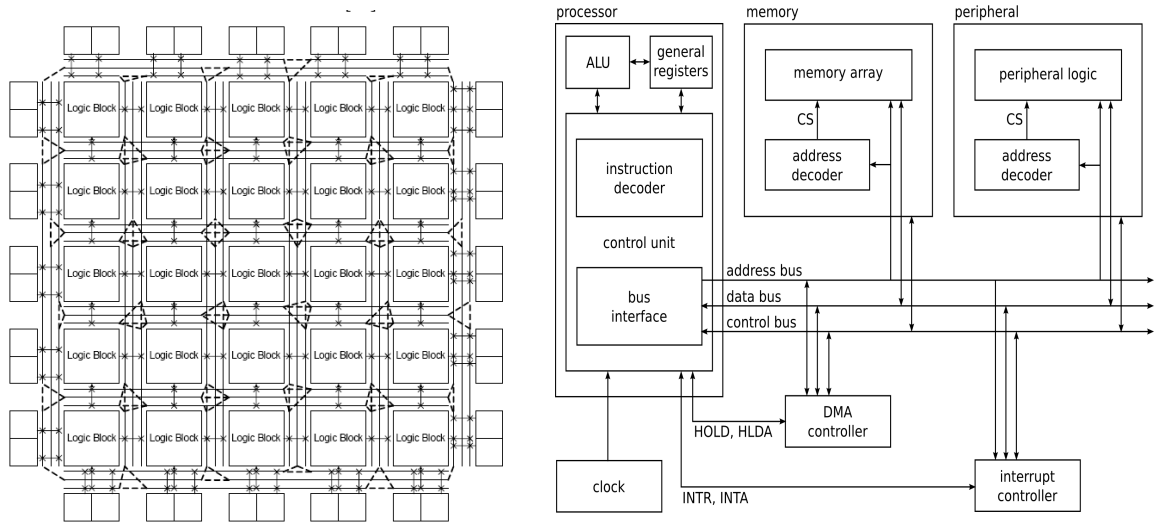 Logic Block Logic Block Logic Block Logic Block Logic Block
Logic Block Logic Block Logic Block Logic Block Logic Block
Logic Block Logic Block Logic Block Logic Block Logic Block
Logic Block Logic Block Logic Block Logic Block Logic Block
Logic Block Logic Block Logic Block Logic Block Logic Block
processor
ALU
general
registers
instruction
decoder
control unit
bus
interface
clock
memory
memory array
CS
address
decoder
peripheral
peripheral logic
CS
address
decoder
address bus
data bus
control bus
HOLD, HLDA
DMA
controller
INTR, INTA
interrupt
controller